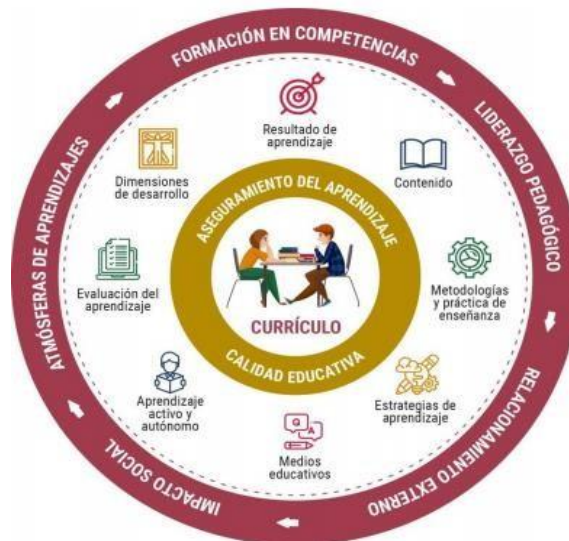 FORMACIÓN EN COMPETENCIAS
LIDERAZGO PEDAGÓGICO
RELACIONAMIENTO EXTERNO
IMPACTO SOCIAL
ATMÓSFERAS DE APRENDIZAJES
Resultado de
aprendizaje
Contenido
Metodologías
y práctica de
enseñanza
Estrategias de
aprendizaje
Q
A
Medios
educativos
Aprendizaje
activo y
autónomo
Evaluación del
aprendizaje
Dimensiones
de desarrollo
ASEGURAMIENTO DEL APRENDIZAJE
CURRÍCULO
CALIDAD EDUCATIVA